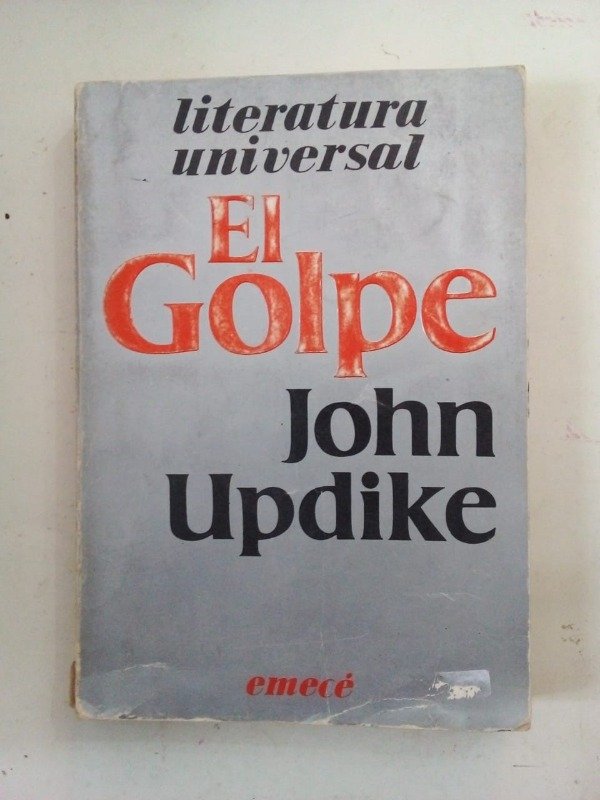 literatura
universal
El
Golpe
John
Updike
emecé